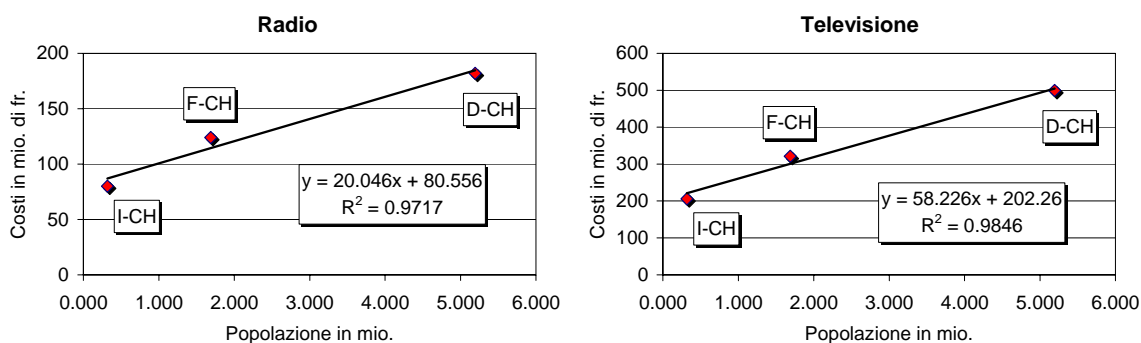 Radio
200
150
100
50
0
Costi in mio. di fr.
F-CH
D-CH
I-CH
y = 20.046x + 80.556
R² = 0.9717
0.000 1.000 2.000 3.000 4.000 5.000 6.000
Popolazione in mio.
Televisione
600
500
400
300
200
100
0
Costi in mio. di fr.
F-CH
D-CH
I-CH
y = 58.226x + 202.26
R² = 0.9846
0.000 1.000 2.000 3.000 4.000 5.000 6.000
Popolazione in mio.